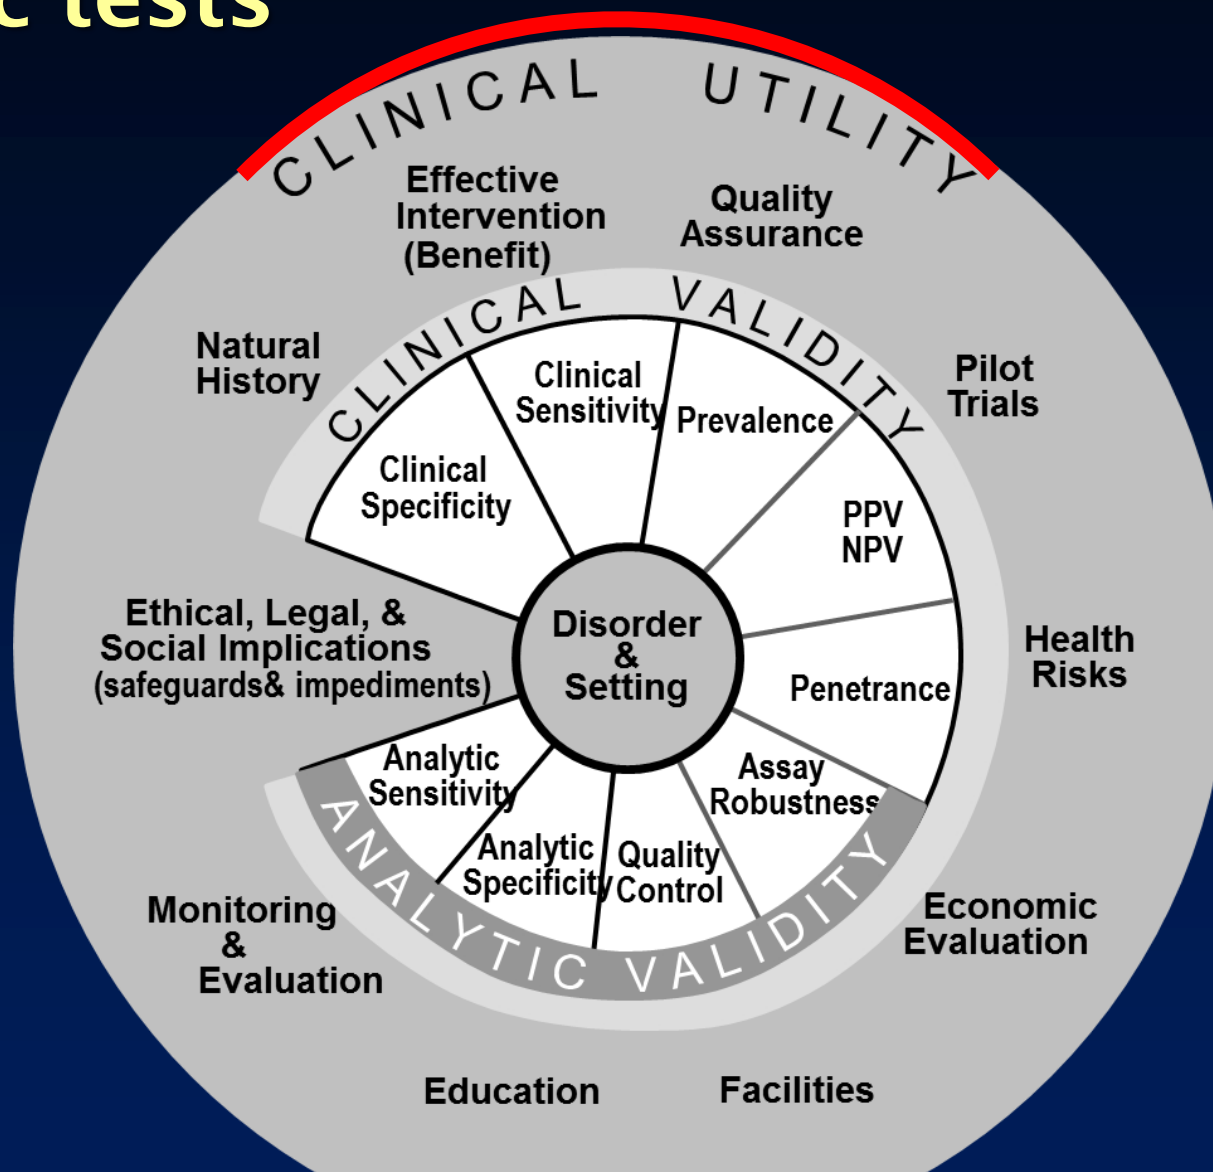 c tests
CLINICAL UTILITY
Effective
Intervention
(Benefit)
Quality
Assurance
Natural
History
Pilot
Trials
CLINICAL VALIDITY
Clinical
Specificity
Clinical
Sensitivity
Prevalence
PPV
NPV
Penetrance
Disorder
&
Setting
Ethical, Legal, &
Social Implications
(safeguards& impediments)
Health
Risks
Analytic
Sensitivity
Analytic
Specificity
Quality
Control
Assay
Robustness
ANALYTIC VALIDITY
Monitoring
&
Evaluation
Economic
Evaluation
Education
Facilities